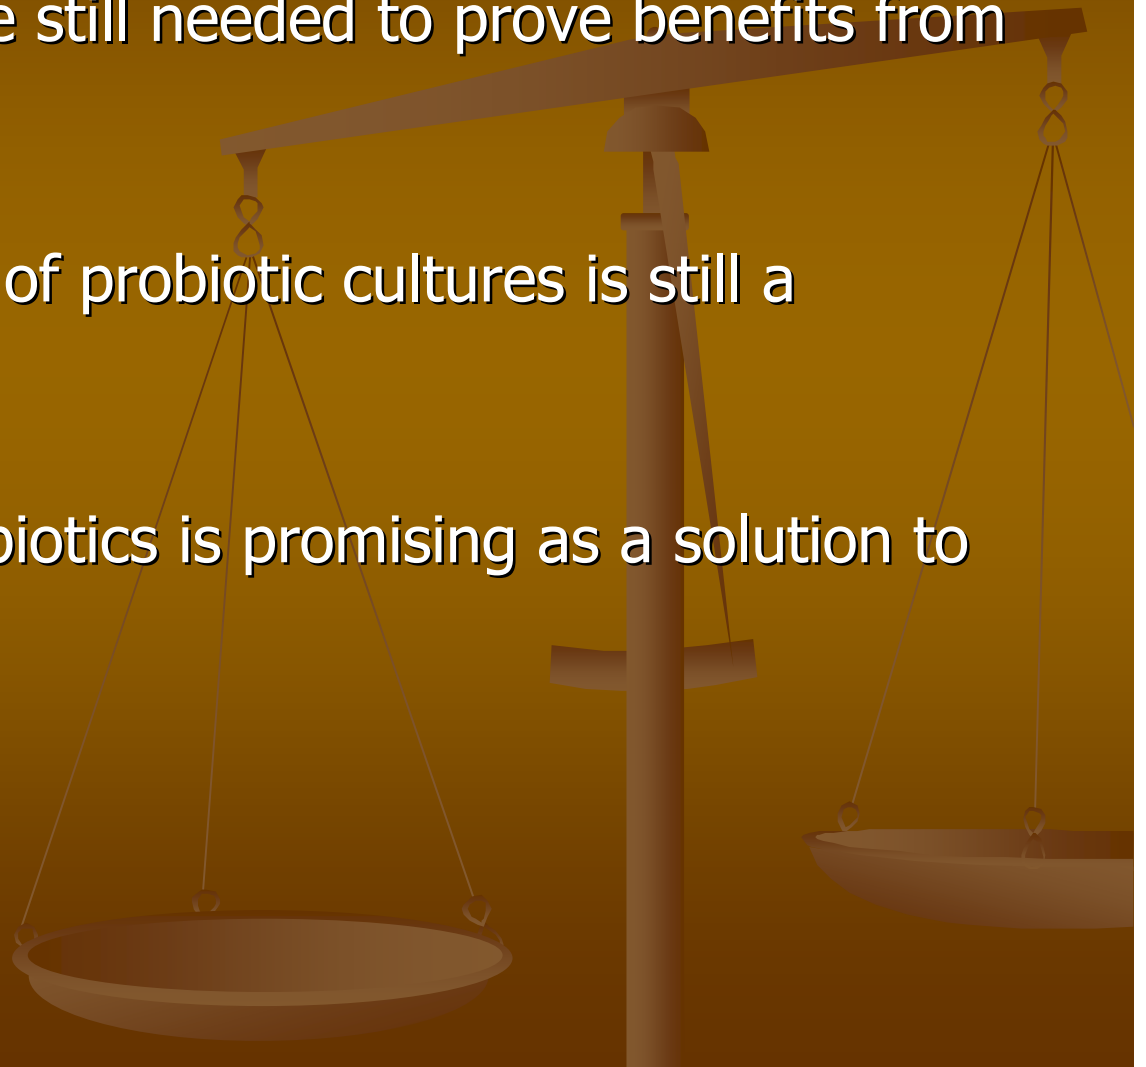 still needed to prove benefits from
of probiotic cultures is still a
biotics is promising as a solution to